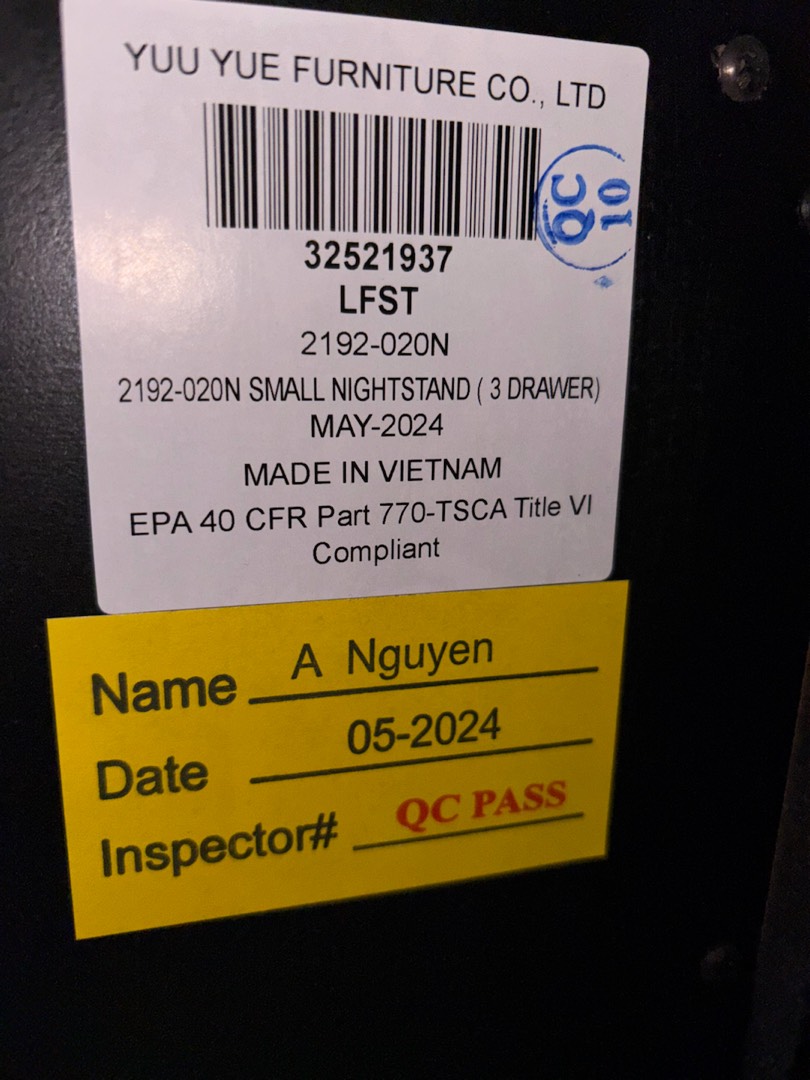 YUU YUE FURNITURE CO., LTD
QC
10
32521937
LFST
2192-020N
2192-020N SMALL NIGHTSTAND ( 3 DRAWER)
MAY-2024
MADE IN VIETNAM
EPA 40 CFR Part 770-TSCA Title VI
Compliant
Name A Nguyen
Date 05-2024
Inspector# QC PASS